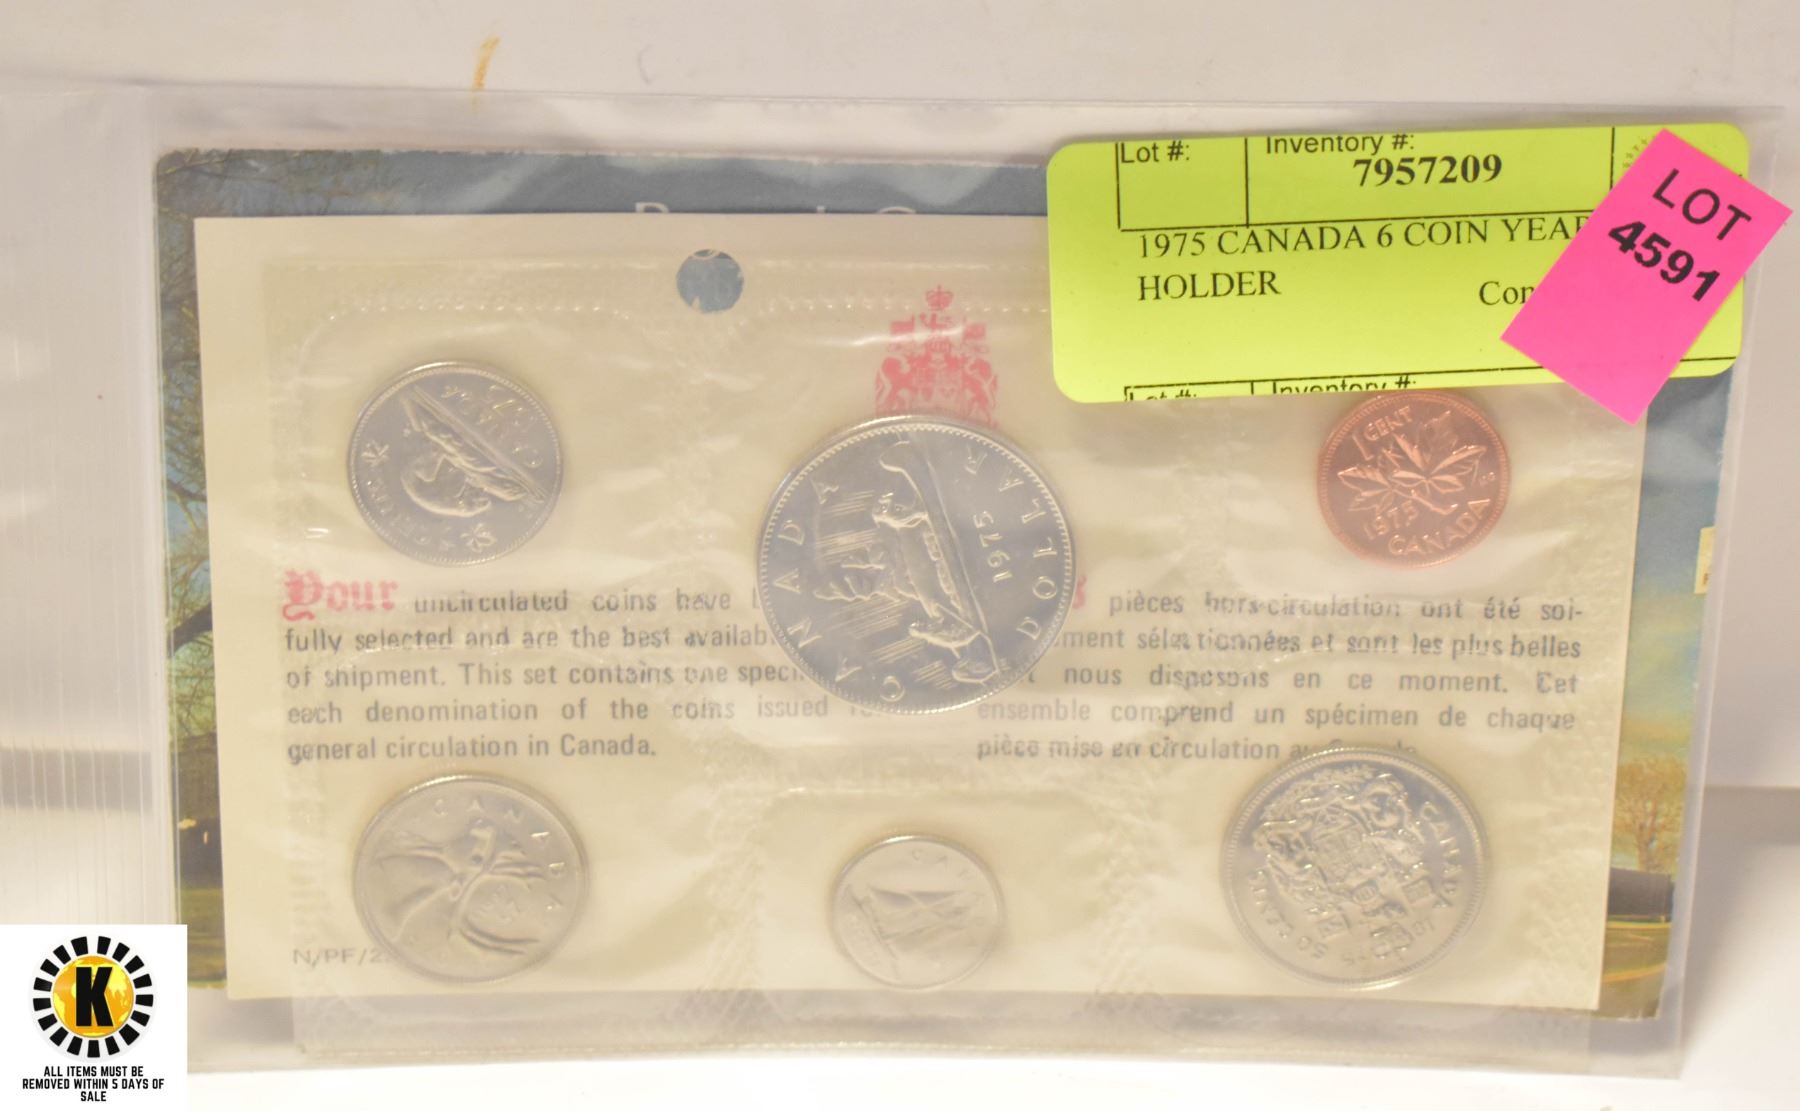 Lot #:
Inventory #:
7957209
1975 CANADA 6 COIN YEAR
HOLDER
LOT
4591
Lot #:
Inventory #:
CANADA
1975
CANADA
DOLLAR
1975
1 CENT
1975
CANADA
Your uncirculated coins have
fully selected and are the best
of shipment. This set contains one
each denomination of the coins issued
general circulation in Canada.
pièces hors-circulation ont été soi-
sélectionnées et sont les plus belles
nous disposons en ce moment. Cet
ensemble comprend un spécimen de chaque
pièce mise en circulation au
CANADA
CANADA
CANADA
50 CENTS
N/PF/2
K
ALL ITEMS MUST BE
REMOVED WITHIN 5 DAYS OF
SALE